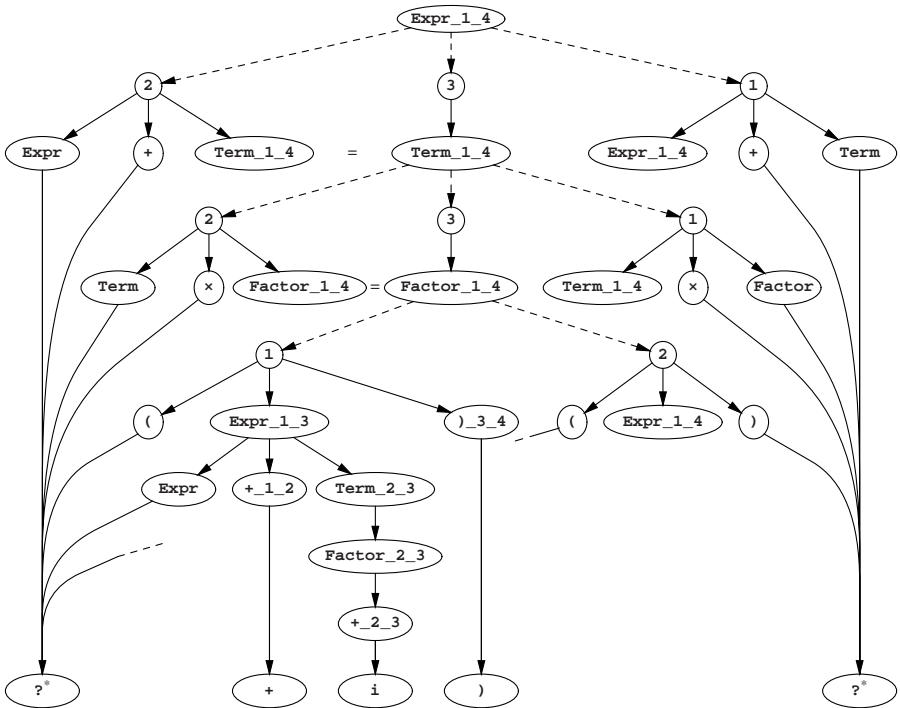 Expr_1_4
2 3 1
Expr + Term_1_4 = Term_1_4 Expr_1_4 + Term
2 3 1
Term × Factor_1_4 = Factor_1_4 Term_1_4 × Factor
1 2
( Expr_1_3 )_3_4 ( Expr_1_4 )
Expr +_1_2 Term_2_3
Factor_2_3
+_2_3
?* + i ) ?*